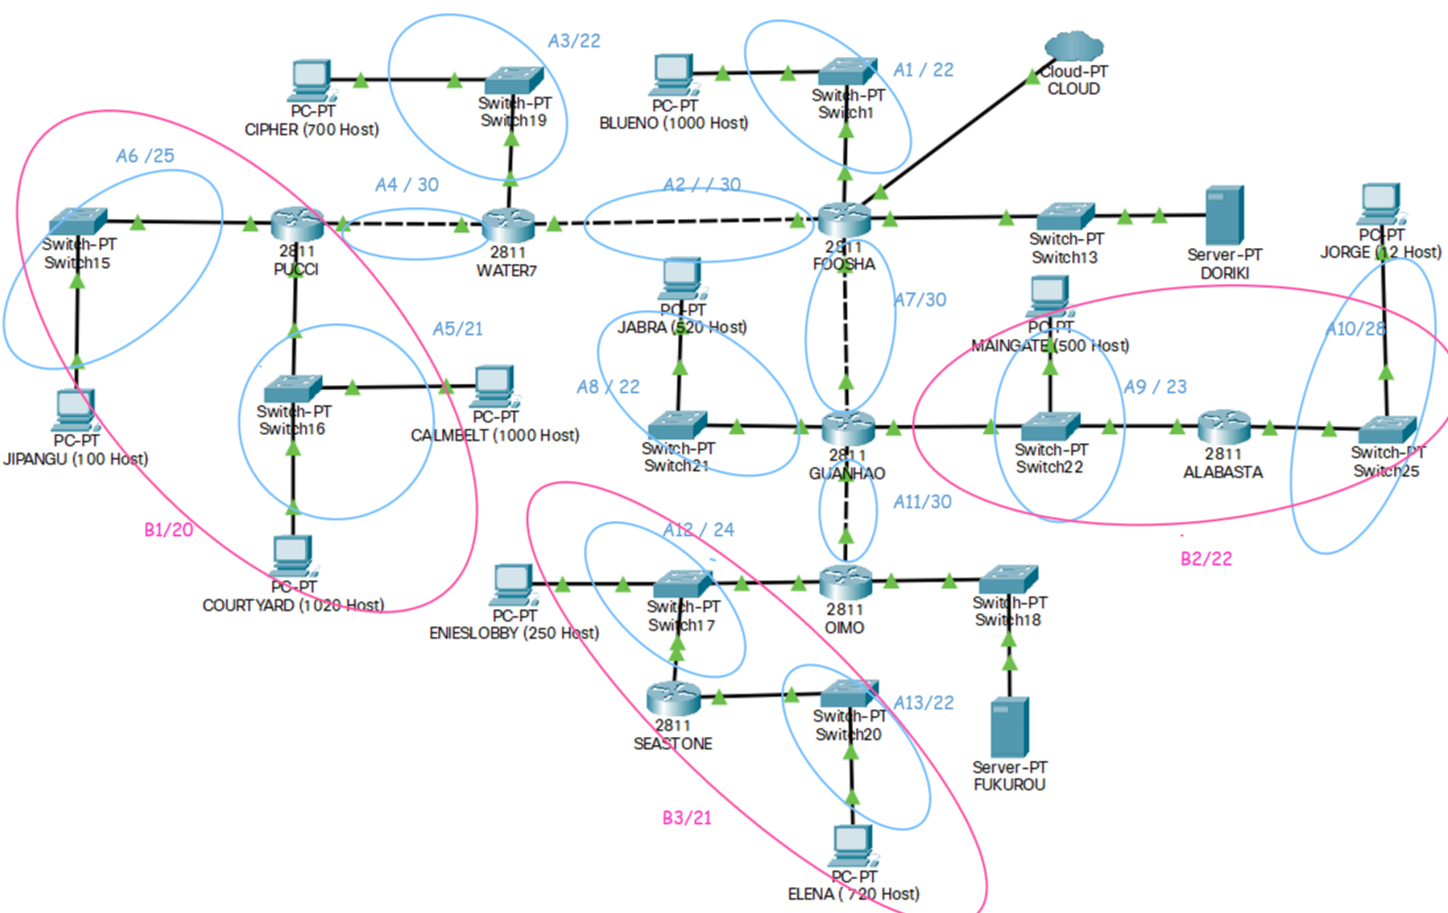 A3/22
PC-PT
CIPHER (700 Host)
Switch-PT
Switch19
PC-PT
BLUENO (1000 Host)
Switch-PT
Switch1
A1 / 22
Cloud-PT
CLOUD
A6 /25
A4 / 30
A2 / / 30
Switch-PT
Switch15
2811
PUCCI
2811
WATER7
2811
FOOSHA
Switch-PT
Switch13
Server-PT
DORIKI
PC-PT
JORGE (12 Host)
PC-PT
JABRA (520 Host)
A7/30
PC-PT
MAINGATE (500 Host)
A10/28
A5/21
A8 / 22
A9 / 23
Switch-PT
Switch16
PC-PT
CALMBELT (1000 Host)
PC-PT
JIPANGU (100 Host)
Switch-PT
Switch21
2811
GUANHAO
Switch-PT
Switch22
2811
ALABASTA
Switch-PT
Switch25
B1/20
A12 / 24
A11/30
B2/22
PC-PT
COURTYARD (1020 Host)
PC-PT
ENIESLOBBY (250 Host)
Switch-PT
Switch17
2811
OIMO
Switch-PT
Switch18
2811
SEASTONE
Switch-PT
Switch20
A13/22
Server-PT
FUKUROU
B3/21
PC-PT
ELENA ( 720 Host)